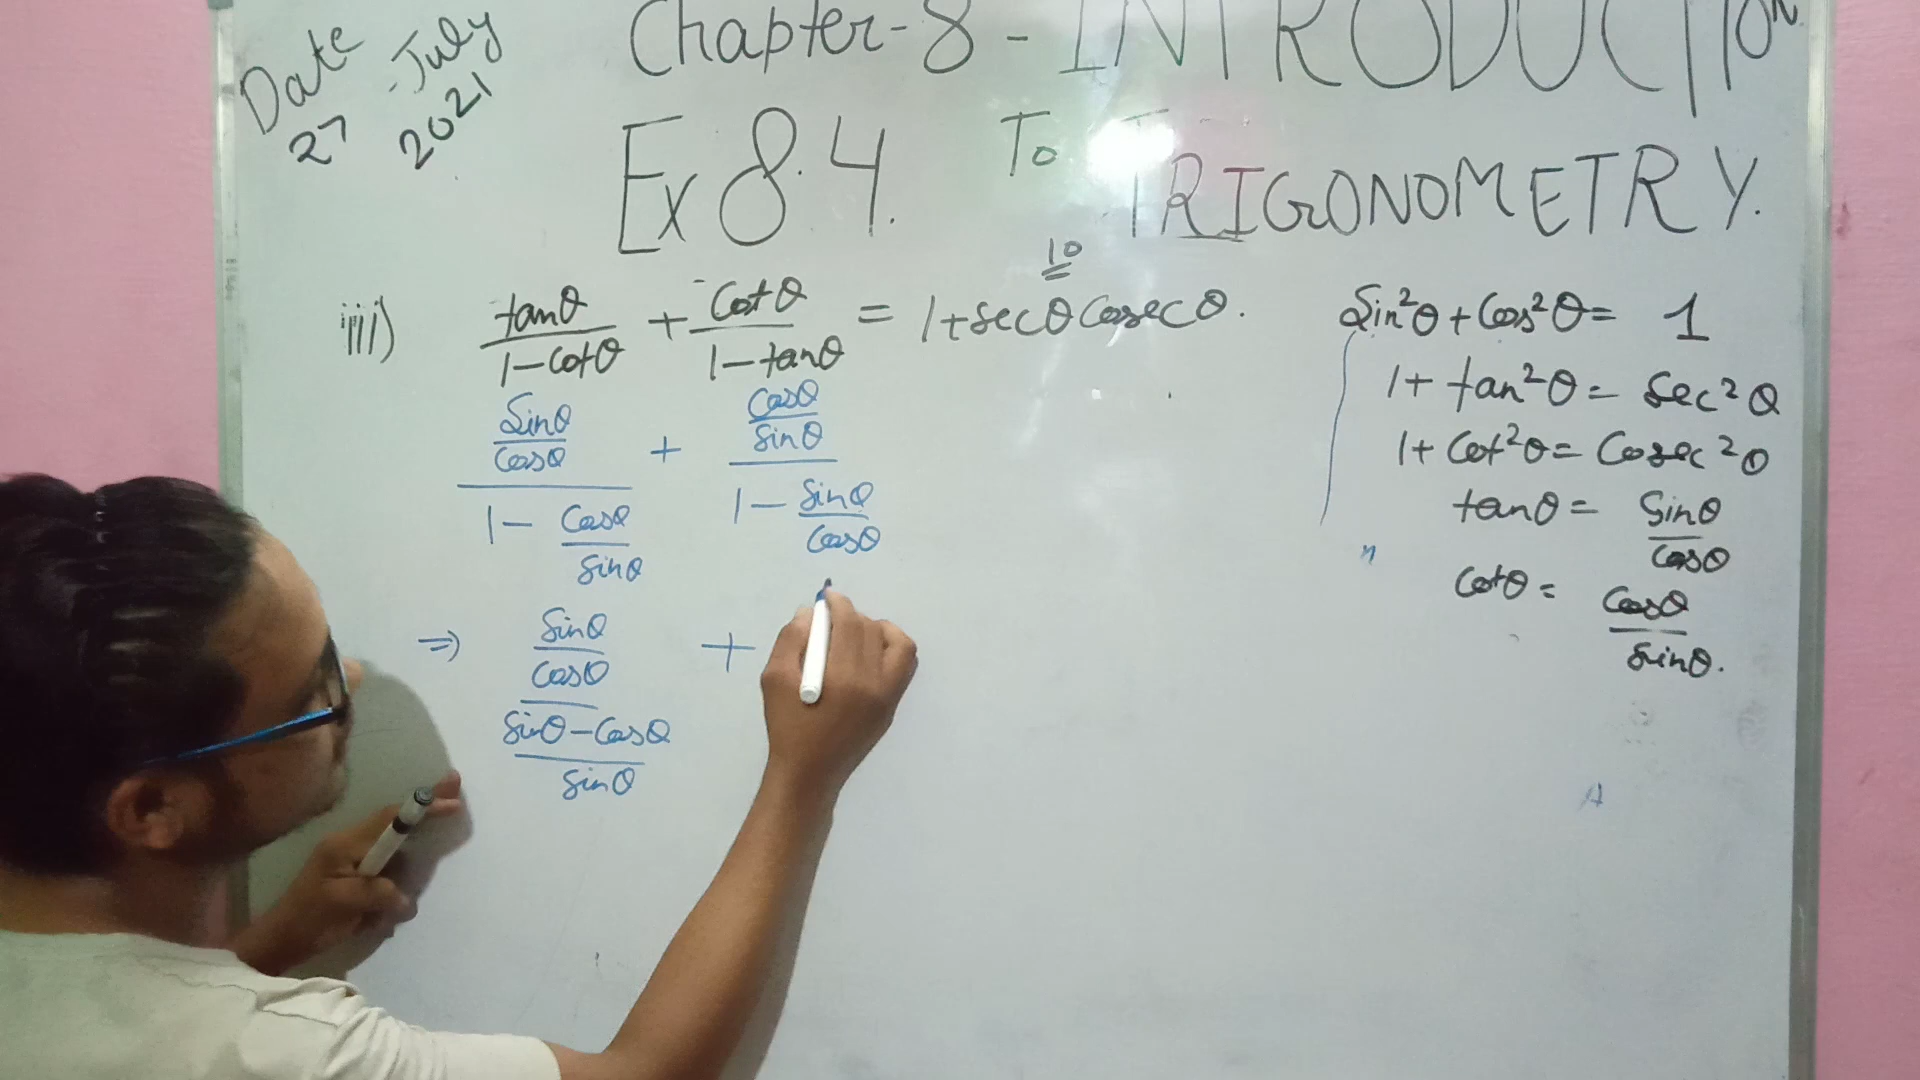 Date
27 - July
2021
Chapter-8 - INTRODUCTION
Ex 8.4. To TRIGONOMETRY.
10
iii) tanθ/1-cotθ + cotθ/1-tanθ = 1+secθ cosecθ.
Sinθ/Cosθ / 1 - Cosθ/Sinθ + Cosθ/Sinθ / 1 - Sinθ/Cosθ
⇒ Sinθ/Cosθ / Sinθ-Cosθ/Sinθ +
Sin²θ + Cos²θ = 1
1+ tan²θ = Sec²θ
1+ Cot²θ = Cosec²θ
tanθ = Sinθ/Cosθ
Cotθ = Cosθ/Sinθ.